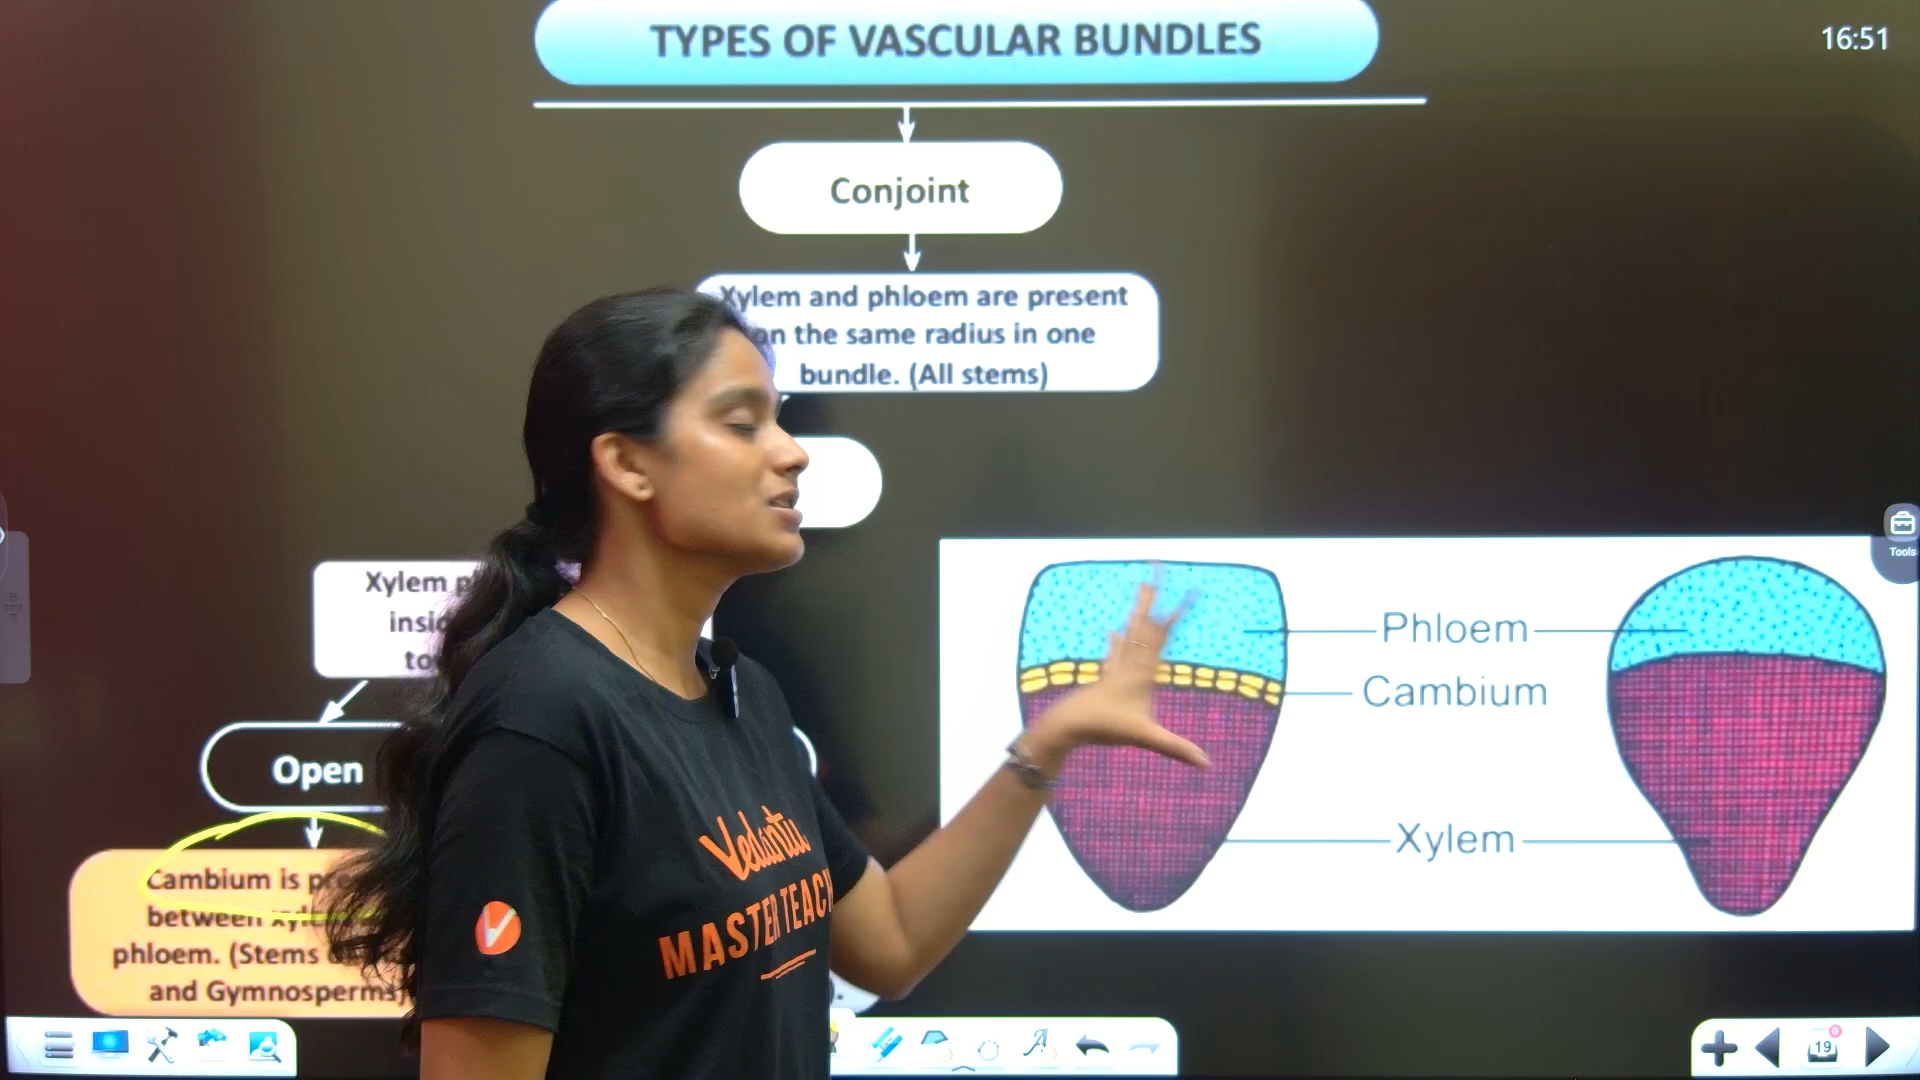 TYPES OF VASCULAR BUNDLES
16:51
Conjoint
Xylem and phloem are present
on the same radius in one
bundle. (All stems)
Tools
Xylem
Phloem
Cambium
Open
Xylem
Cambium is
between
phloem. (Stems
and Gymnosperms)
Vedantu
MASTER TEACH
19